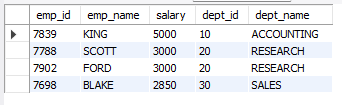 emp_id emp_name salary dept_id dept_name
7839 KING 5000 10 ACCOUNTING
7788 SCOTT 3000 20 RESEARCH
7902 FORD 3000 20 RESEARCH
7698 BLAKE 2850 30 SALES